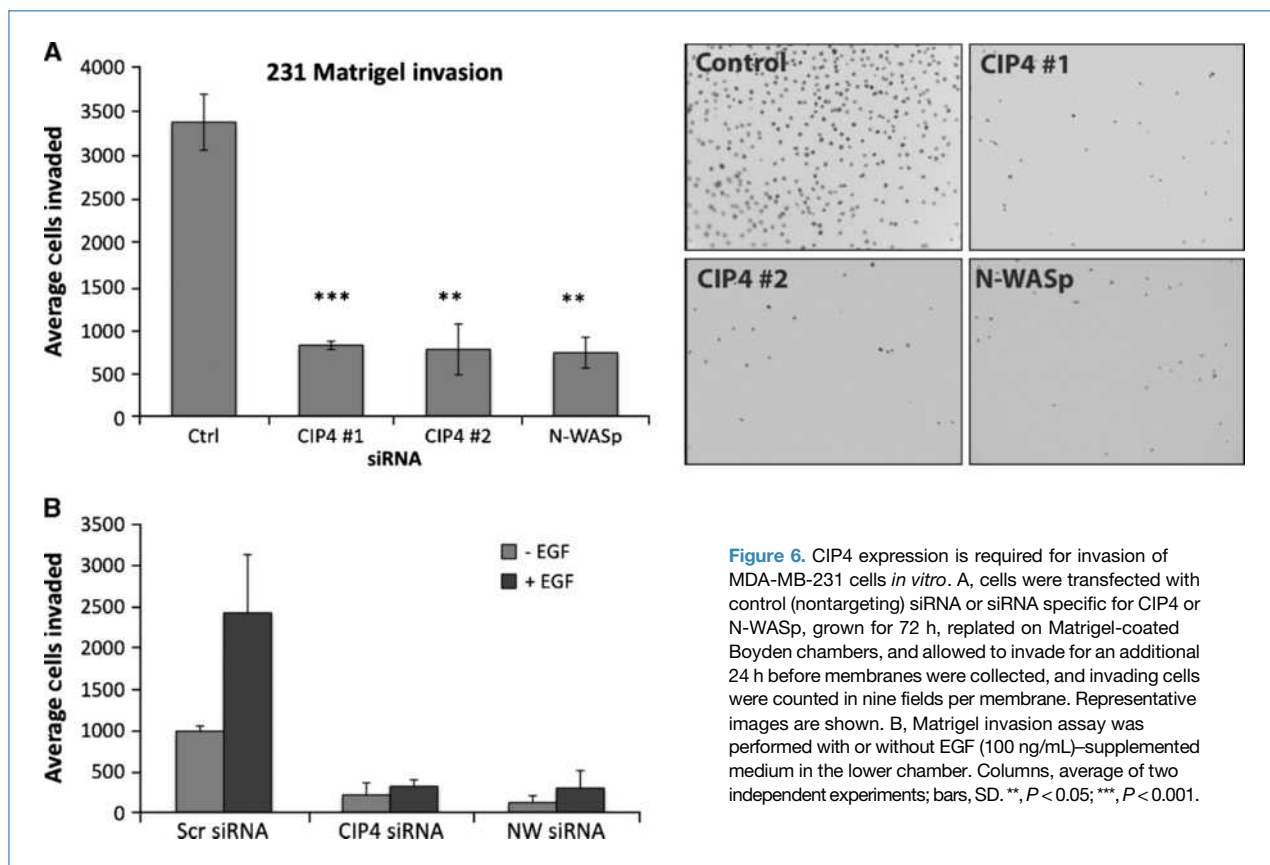 A
231 Matrigel invasion
Average cells invaded
4000
3500
3000
2500
2000
1500
1000
500
0
***
**
**
Ctrl
CIP4 #1
CIP4 #2
N-WASp
siRNA
Control
CIP4 #1
CIP4 #2
N-WASp
B
Average cells invaded
3500
3000
2500
2000
1500
1000
500
0
- EGF
+ EGF
Scr siRNA
CIP4 siRNA
NW siRNA
Figure 6. CIP4 expression is required for invasion of
MDA-MB-231 cells in vitro. A, cells were transfected with
control (nontargeting) siRNA or siRNA specific for CIP4 or
N-WASp, grown for 72 h, replated on Matrigel-coated
Boyden chambers, and allowed to invade for an additional
24 h before membranes were collected, and invading cells
were counted in nine fields per membrane. Representative
images are shown. B, Matrigel invasion assay was
performed with or without EGF (100 ng/mL)–supplemented
medium in the lower chamber. Columns, average of two
independent experiments; bars, SD. **, P < 0.05; ***, P < 0.001.